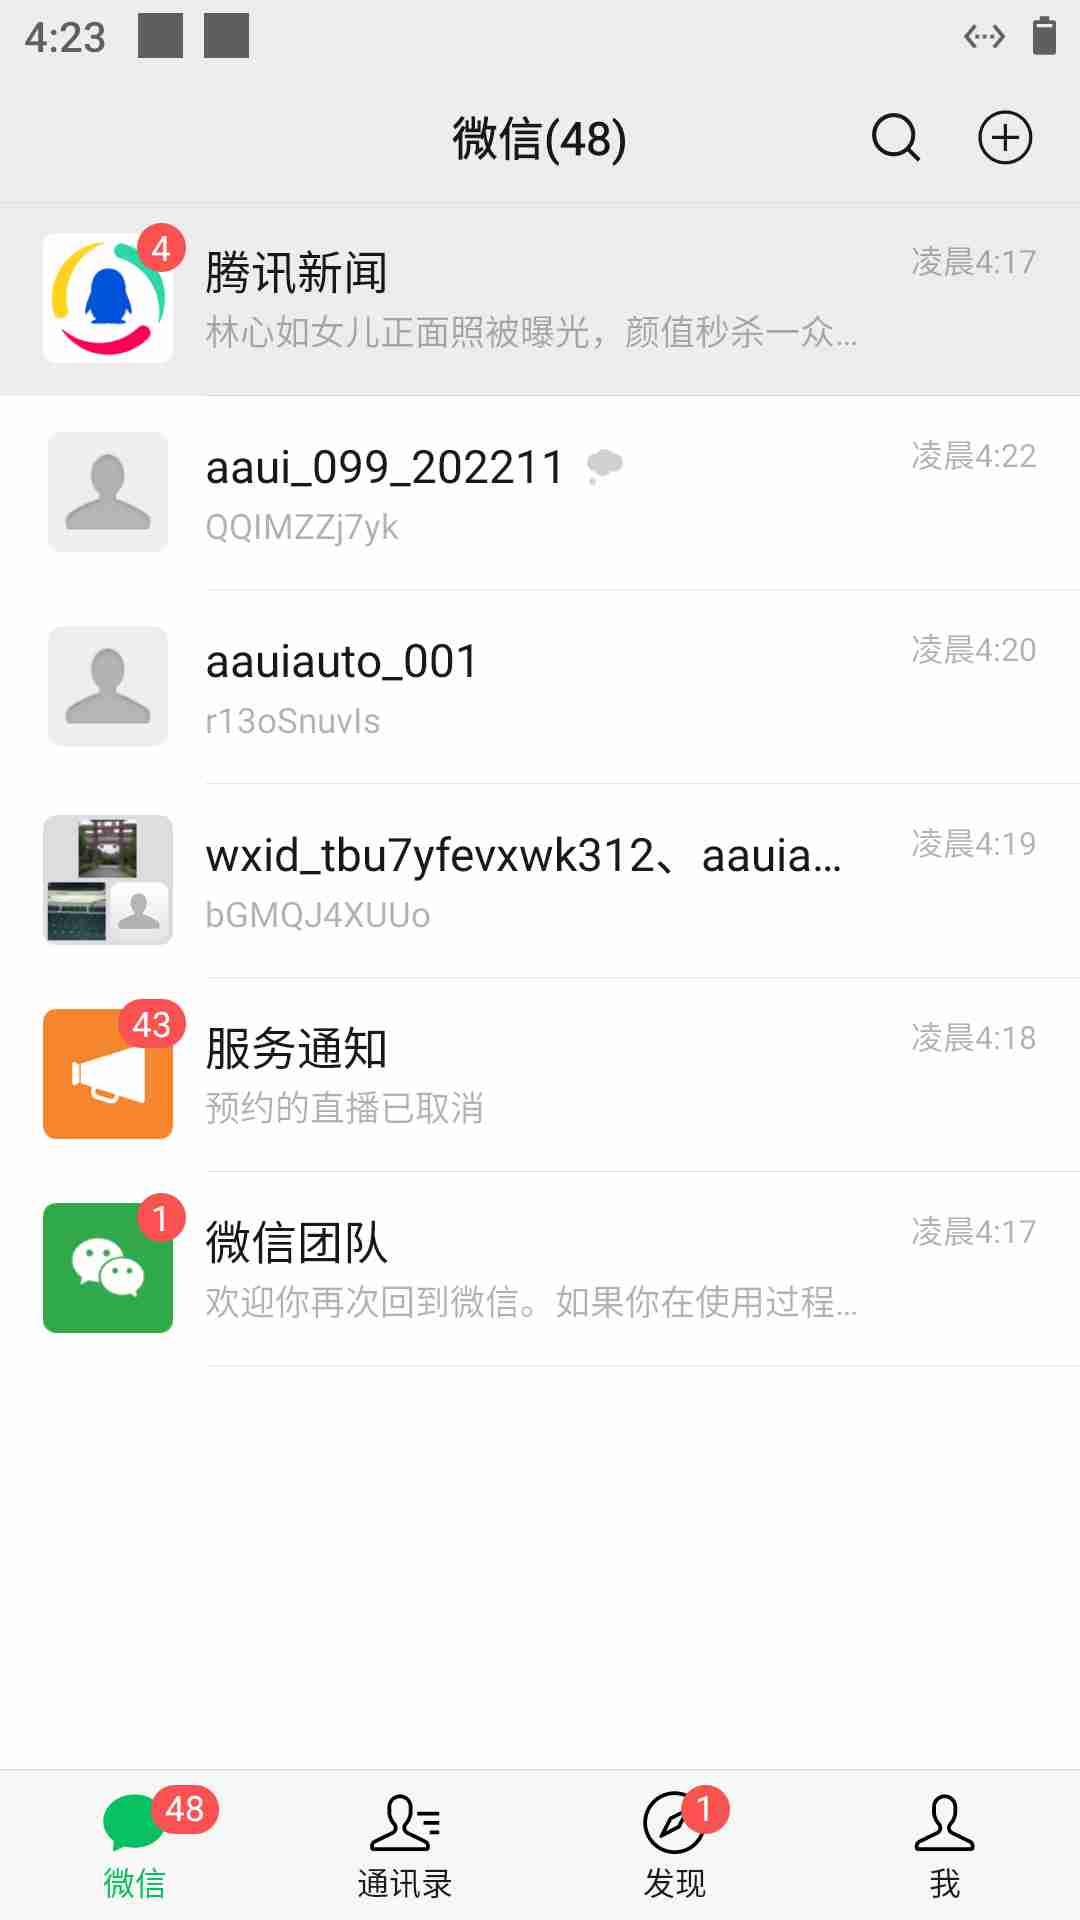 4:23
微信(48)
4
腾讯新闻
凌晨4:17
林心如女儿正面照被曝光，颜值秒杀一众...
aaui_099_202211
凌晨4:22
QQIMZZj7yk
aauiauto_001
凌晨4:20
r13oSnuvIs
wxid_tbu7yfevxwk312、aauia...
凌晨4:19
bGMQJ4XUUo
43
服务通知
凌晨4:18
预约的直播已取消
1
微信团队
凌晨4:17
欢迎你再次回到微信。如果你在使用过程...
48
1
微信
通讯录
发现
我